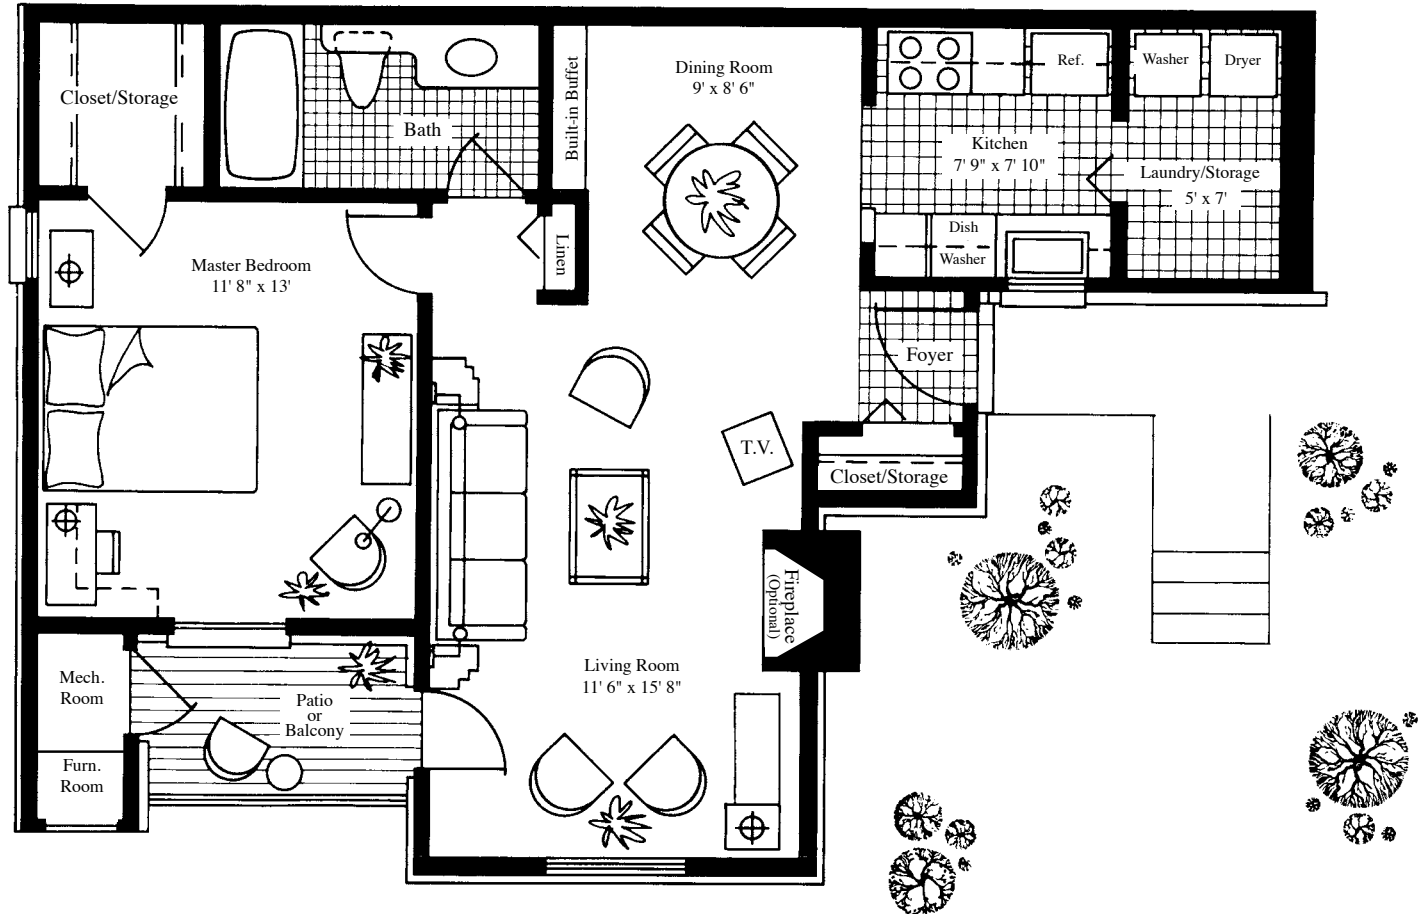 Closet/Storage
Bath
Built-in Buffet
Dining Room
9' x 8' 6"
Ref.
Washer
Dryer
Kitchen
7' 9" x 7' 10"
Laundry/Storage
5' x 7'
Dish
Washer
Linen
Master Bedroom
11' 8" x 13'
Foyer
T.V.
Closet/Storage
Fireplace
(Optional)
Living Room
11' 6" x 15' 8"
Mech.
Room
Patio
or
Balcony
Furn.
Room